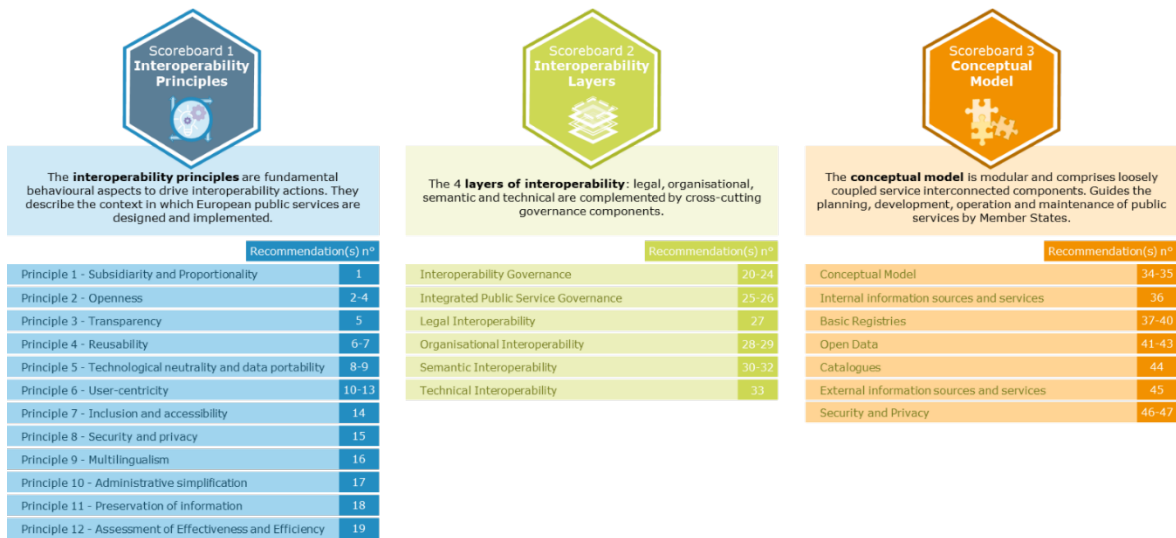 Scoreboard 1
Interoperability
Principles
The interoperability principles are fundamental
behavioural aspects to drive interoperability actions. They
describe the context in which European public services are
designed and implemented.
Recommendation(s) n°
Principle 1 - Subsidiarity and Proportionality 1
Principle 2 - Openness 2-4
Principle 3 - Transparency 5
Principle 4 - Reusability 6-7
Principle 5 - Technological neutrality and data portability 8-9
Principle 6 - User-centricity 10-13
Principle 7 - Inclusion and accessibility 14
Principle 8 - Security and privacy 15
Principle 9 - Multilingualism 16
Principle 10 - Administrative simplification 17
Principle 11 - Preservation of information 18
Principle 12 - Assessment of Effectiveness and Efficiency 19
Scoreboard 2
Interoperability
Layers
The 4 layers of interoperability: legal, organisational,
semantic and technical are complemented by cross-cutting
governance components.
Recommendation(s) n°
Interoperability Governance 20-24
Integrated Public Service Governance 25-26
Legal Interoperability 27
Organisational Interoperability 28-29
Semantic Interoperability 30-32
Technical Interoperability 33
Scoreboard 3
Conceptual
Model
The conceptual model is modular and comprises loosely
coupled service interconnected components. Guides the
planning, development, operation and maintenance of public
services by Member States.
Recommendation(s) n°
Conceptual Model 34-35
Internal information sources and services 36
Basic Registries 37-40
Open Data 41-43
Catalogues 44
External information sources and services 45
Security and Privacy 46-47